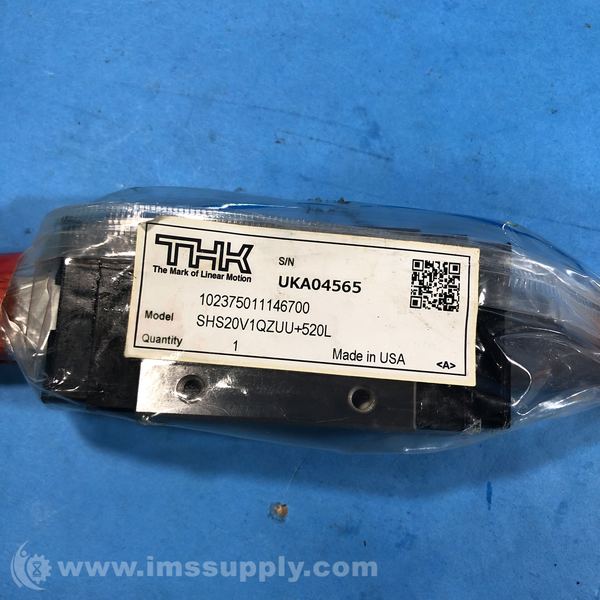 THK
The Mark of Linear Motion
S/N
UKA04565
102375011146700
Model SHS20V1QZUU+520L
Quantity 1
Made in USA
<A>
www.imssupply.com